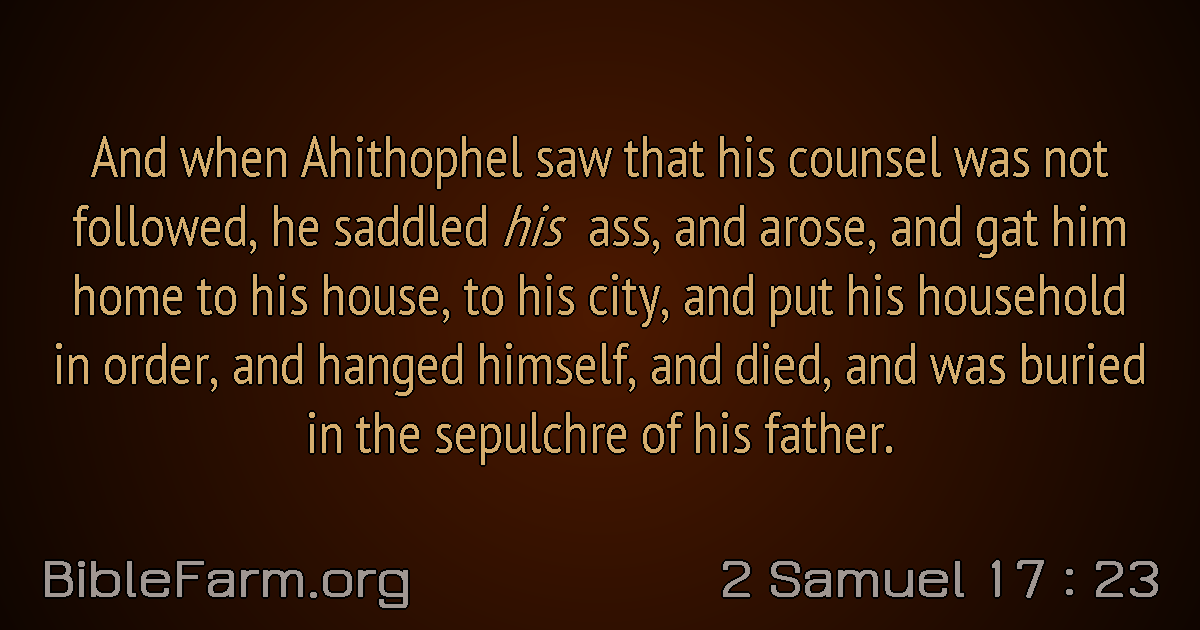 And when Ahithophel saw that his counsel was not
followed, he saddled his ass, and arose, and gat him
home to his house, to his city, and put his household
in order, and hanged himself, and died, and was buried
in the sepulchre of his father.
BibleFarm.org
2 Samuel 17 : 23